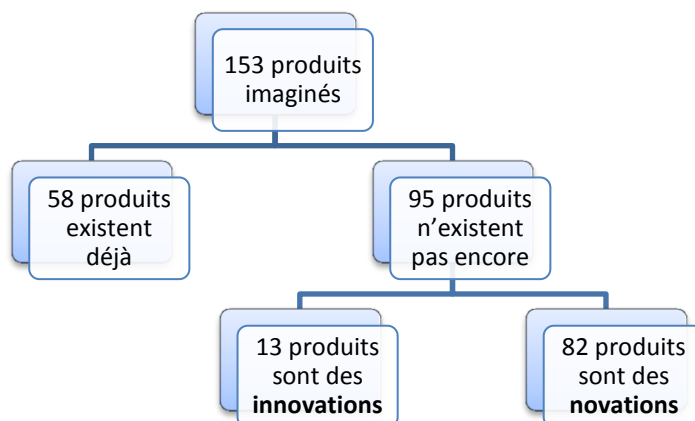 153 produits
imaginés
58 produits
existent
déjà
95 produits
n’existent
pas encore
13 produits
sont des
innovations
82 produits
sont des
novations